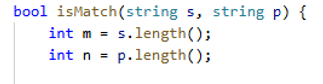 bool isMatch(string s, string p) {
    int m = s.length();
    int n = p.length();